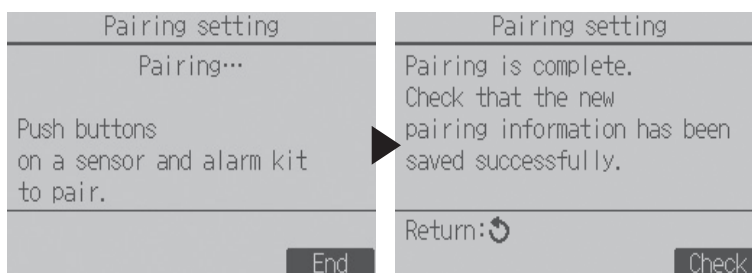 Pairing setting
Pairing…
Push buttons
on a sensor and alarm kit
to pair.
End
Pairing setting
Pairing is complete.
Check that the new
pairing information has been
saved successfully.
Return:
Check